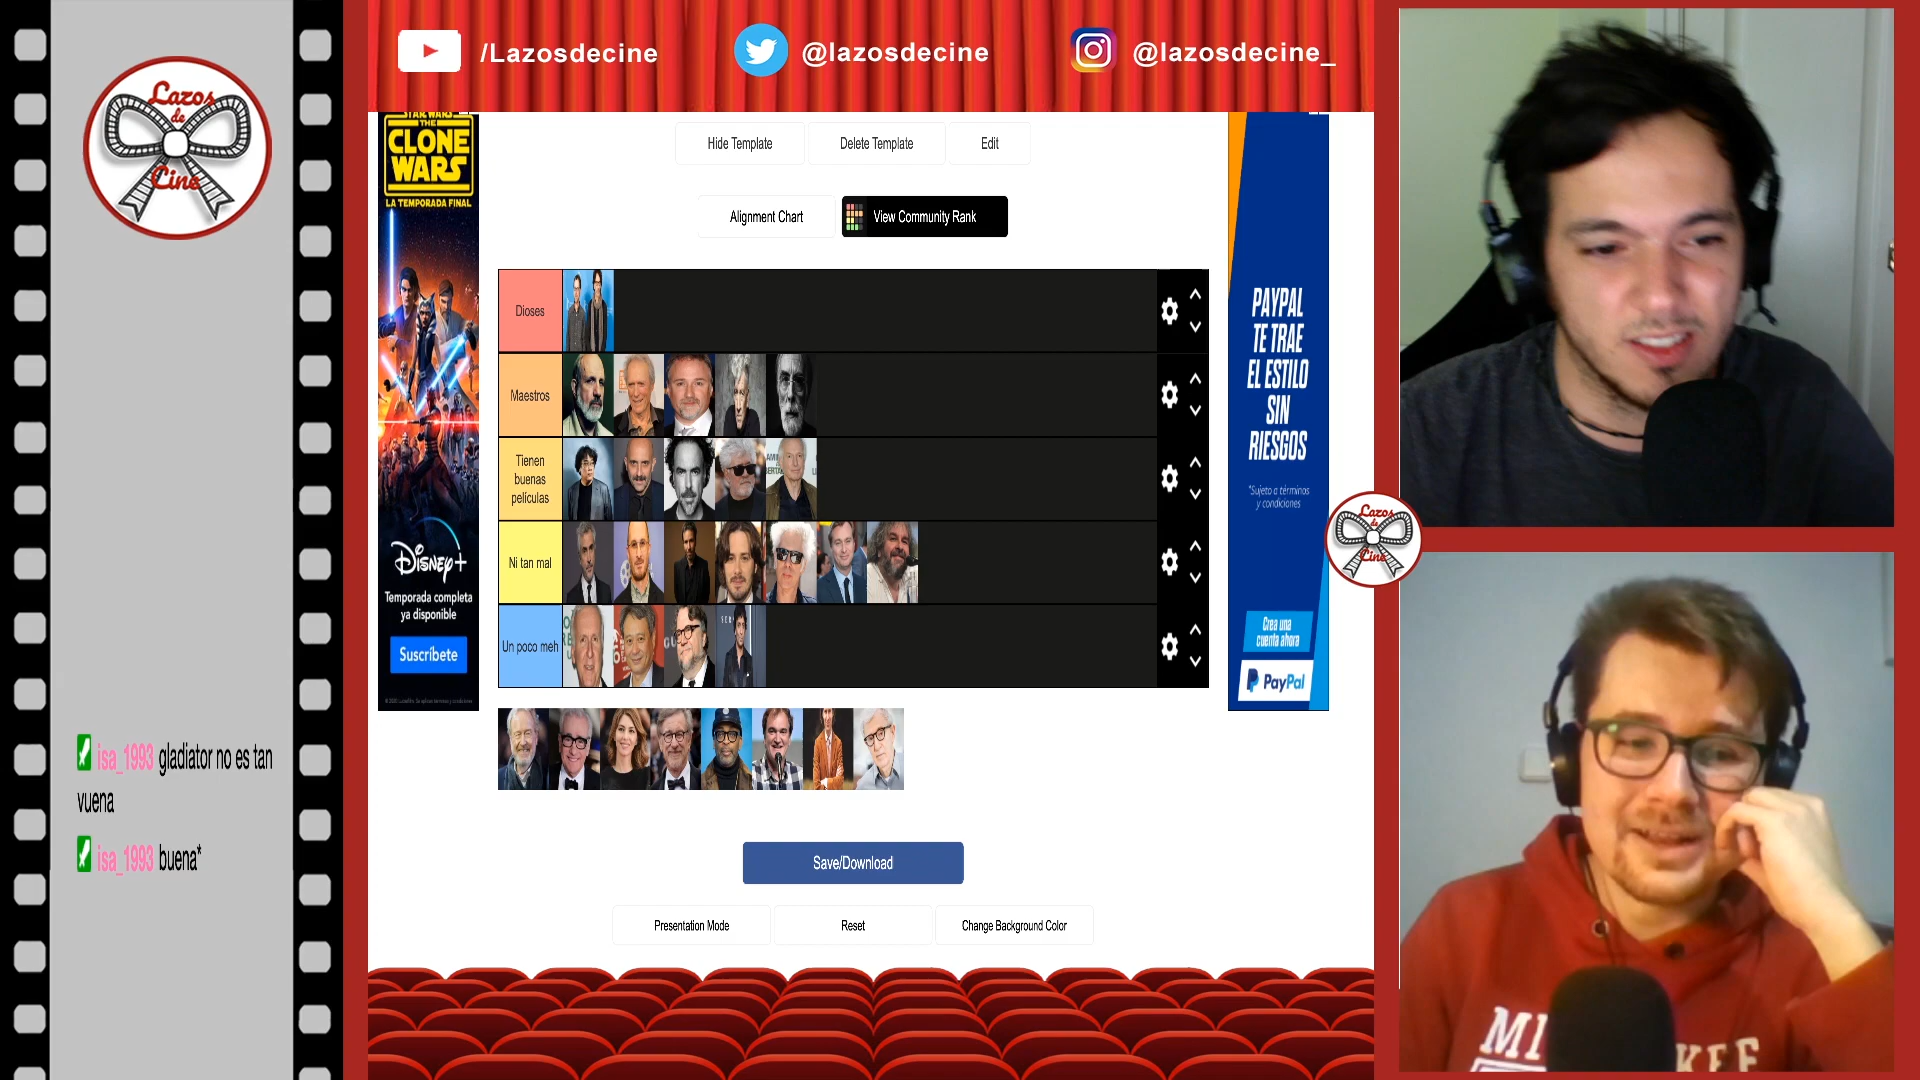 Lazos
de
Cine
/Lazosdecine
@lazosdecine
@lazosdecine_
STAR WARS
THE
CLONE
WARS
LA TEMPORADA FINAL
Disney+
Temporada completa
ya disponible
Suscríbete
Hide Template
Delete Template
Edit
Alignment Chart
View Community Rank
Dioses
Maestros
Tienen
buenas
películas
Ni tan mal
Un poco meh
Save/Download
Presentation Mode
Reset
Change Background Color
PAYPAL
TE TRAE
EL ESTILO
SIN
RIESGOS
*Sujeto a términos
y condiciones
Crea una
cuenta ahora
PayPal
Lazos
de
Cine
isa_1993 gladiator no es tan
vuena
isa_1993 buena*